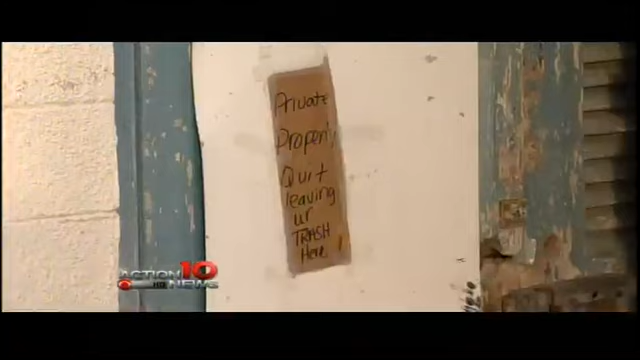 Private
Property
Quit
leaving
ur
TRASH
Here!
ACTION 10
NEWS